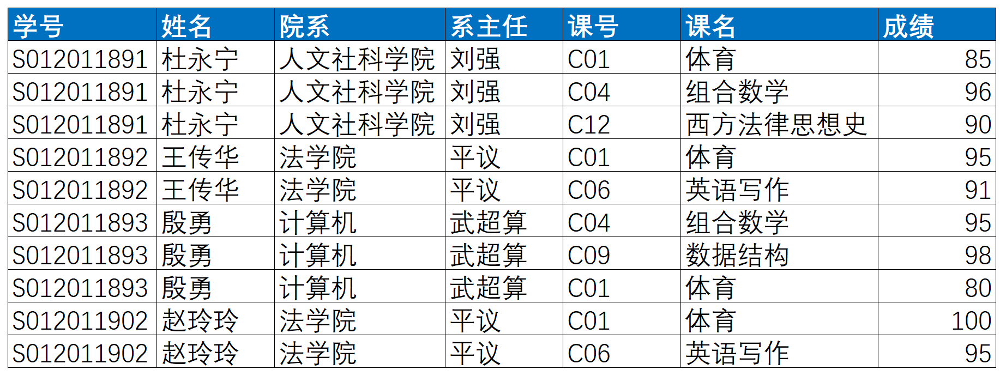 学号 姓名 院系 系主任 课号 课名 成绩
S012011891 杜永宁 人文社科学院 刘强 C01 体育 85
S012011891 杜永宁 人文社科学院 刘强 C04 组合数学 96
S012011891 杜永宁 人文社科学院 刘强 C12 西方法律思想史 90
S012011892 王传华 法学院 平议 C01 体育 95
S012011892 王传华 法学院 平议 C06 英语写作 91
S012011893 殷勇 计算机 武超算 C04 组合数学 95
S012011893 殷勇 计算机 武超算 C09 数据结构 98
S012011893 殷勇 计算机 武超算 C01 体育 80
S012011902 赵玲玲 法学院 平议 C01 体育 100
S012011902 赵玲玲 法学院 平议 C06 英语写作 95